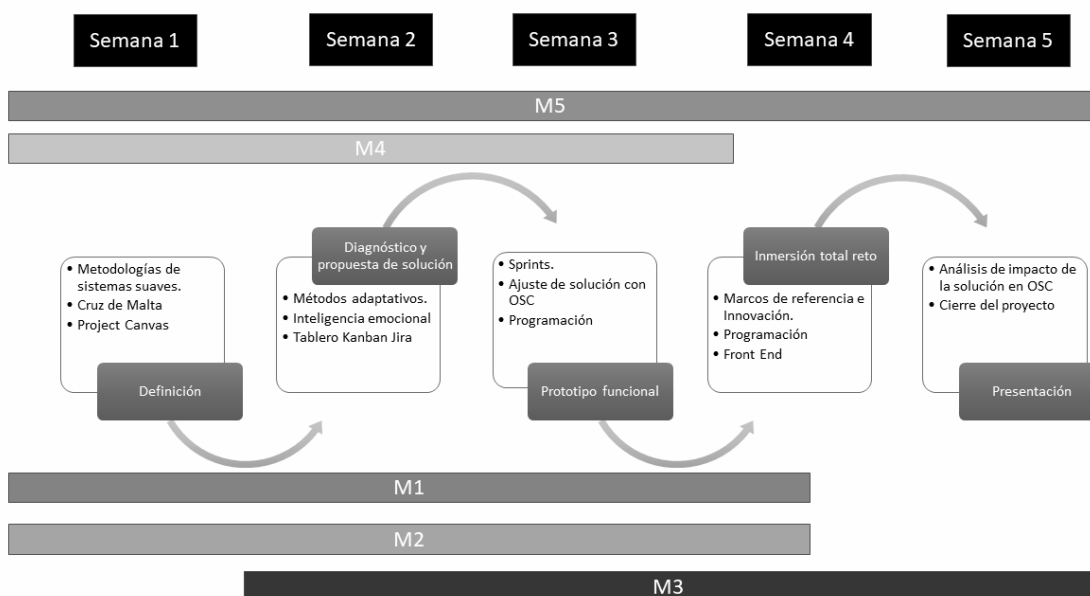 Semana 1
Semana 2
Semana 3
Semana 4
Semana 5
M5
M4
• Metodologías de
sistemas suaves.
• Cruz de Malta
• Project Canvas
Definición
Diagnóstico y
propuesta de solución
• Métodos adaptativos.
• Inteligencia emocional
• Tablero Kanban Jira
• Sprints.
• Ajuste de solución con
OSC
• Programación
Prototipo funcional
Inmersión total reto
• Marcos de referencia e
Innovación.
• Programación
• Front End
• Análisis de impacto de
la solución en OSC
• Cierre del proyecto
Presentación
M1
M2
M3